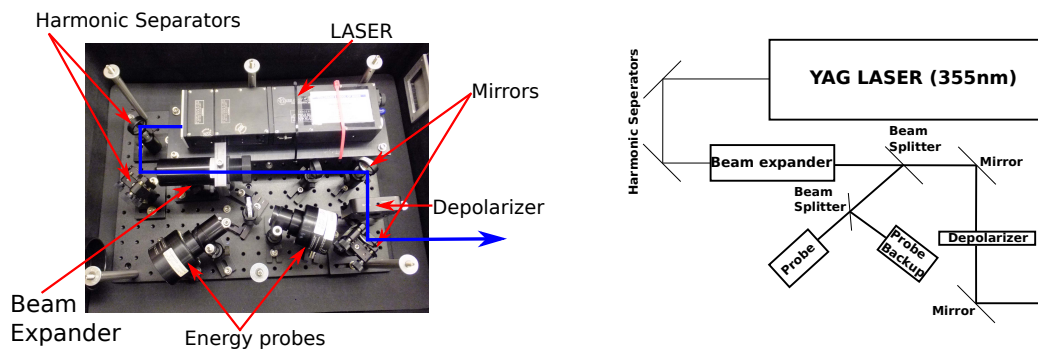 Harmonic Separators
LASER
Mirrors
Depolarizer
Beam
Expander
Energy probes
Harmonic Seperators
YAG LASER (355nm)
Beam
Splitter
Beam expander
Mirror
Beam
Splitter
Probe
Probe
Backup
Depolarizer
Mirror